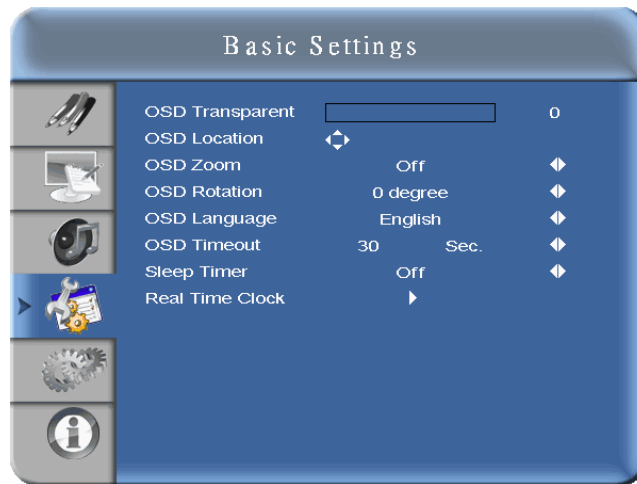 Basic Settings
OSD Transparent 0
OSD Location
OSD Zoom Off
OSD Rotation 0 degree
OSD Language English
OSD Timeout 30 Sec.
Sleep Timer Off
Real Time Clock